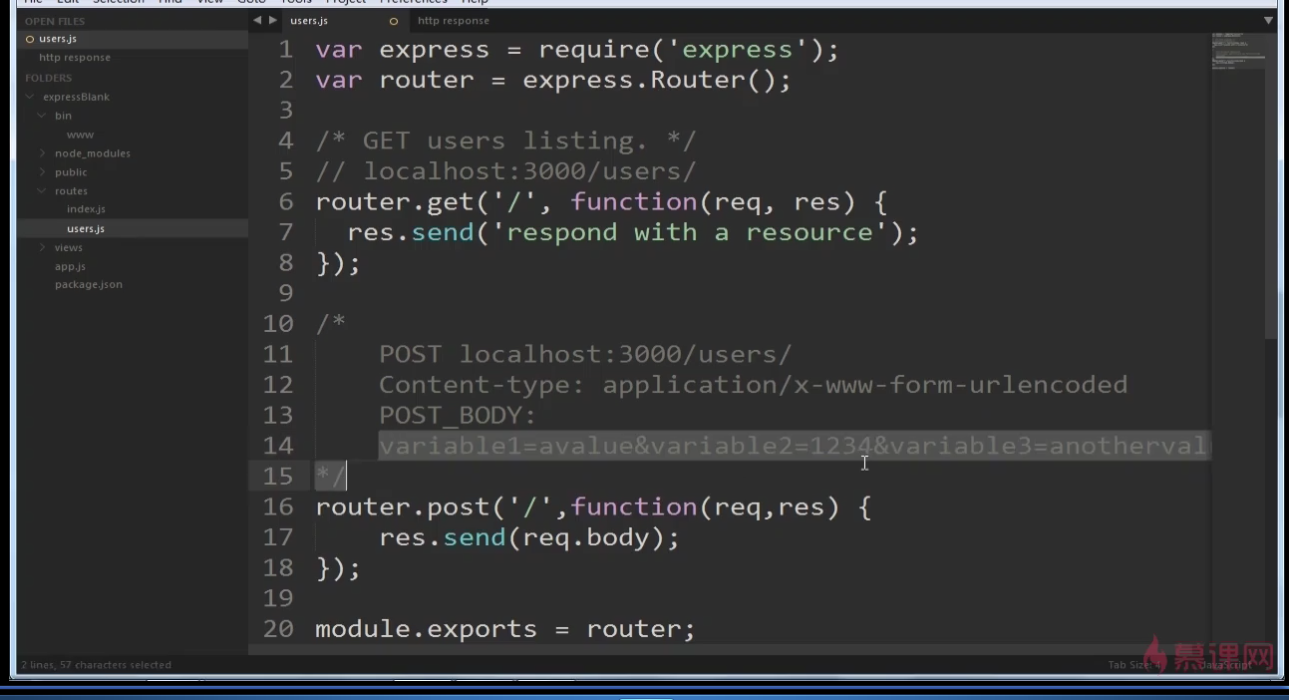 File Edit Selection Find View Goto Tools Project Preferences Help
OPEN FILES
users.js
http response
FOLDERS
expressBlank
bin
www
node_modules
public
routes
index.js
users.js
views
app.js
package.json
users.js http response
1 var express = require('express');
2 var router = express.Router();
3
4 /* GET users listing. */
5 // localhost:3000/users/
6 router.get('/', function(req, res) {
7 res.send('respond with a resource');
8 });
9
10 /*
11 POST localhost:3000/users/
12 Content-type: application/x-www-form-urlencoded
13 POST_BODY:
14 variable1=avalue&variable2=1234&variable3=anotherval
15 */
16 router.post('/',function(req,res) {
17 res.send(req.body);
18 });
19
20 module.exports = router;
2 lines, 57 characters selected
Tab Size: 4 JavaScript
慕课网